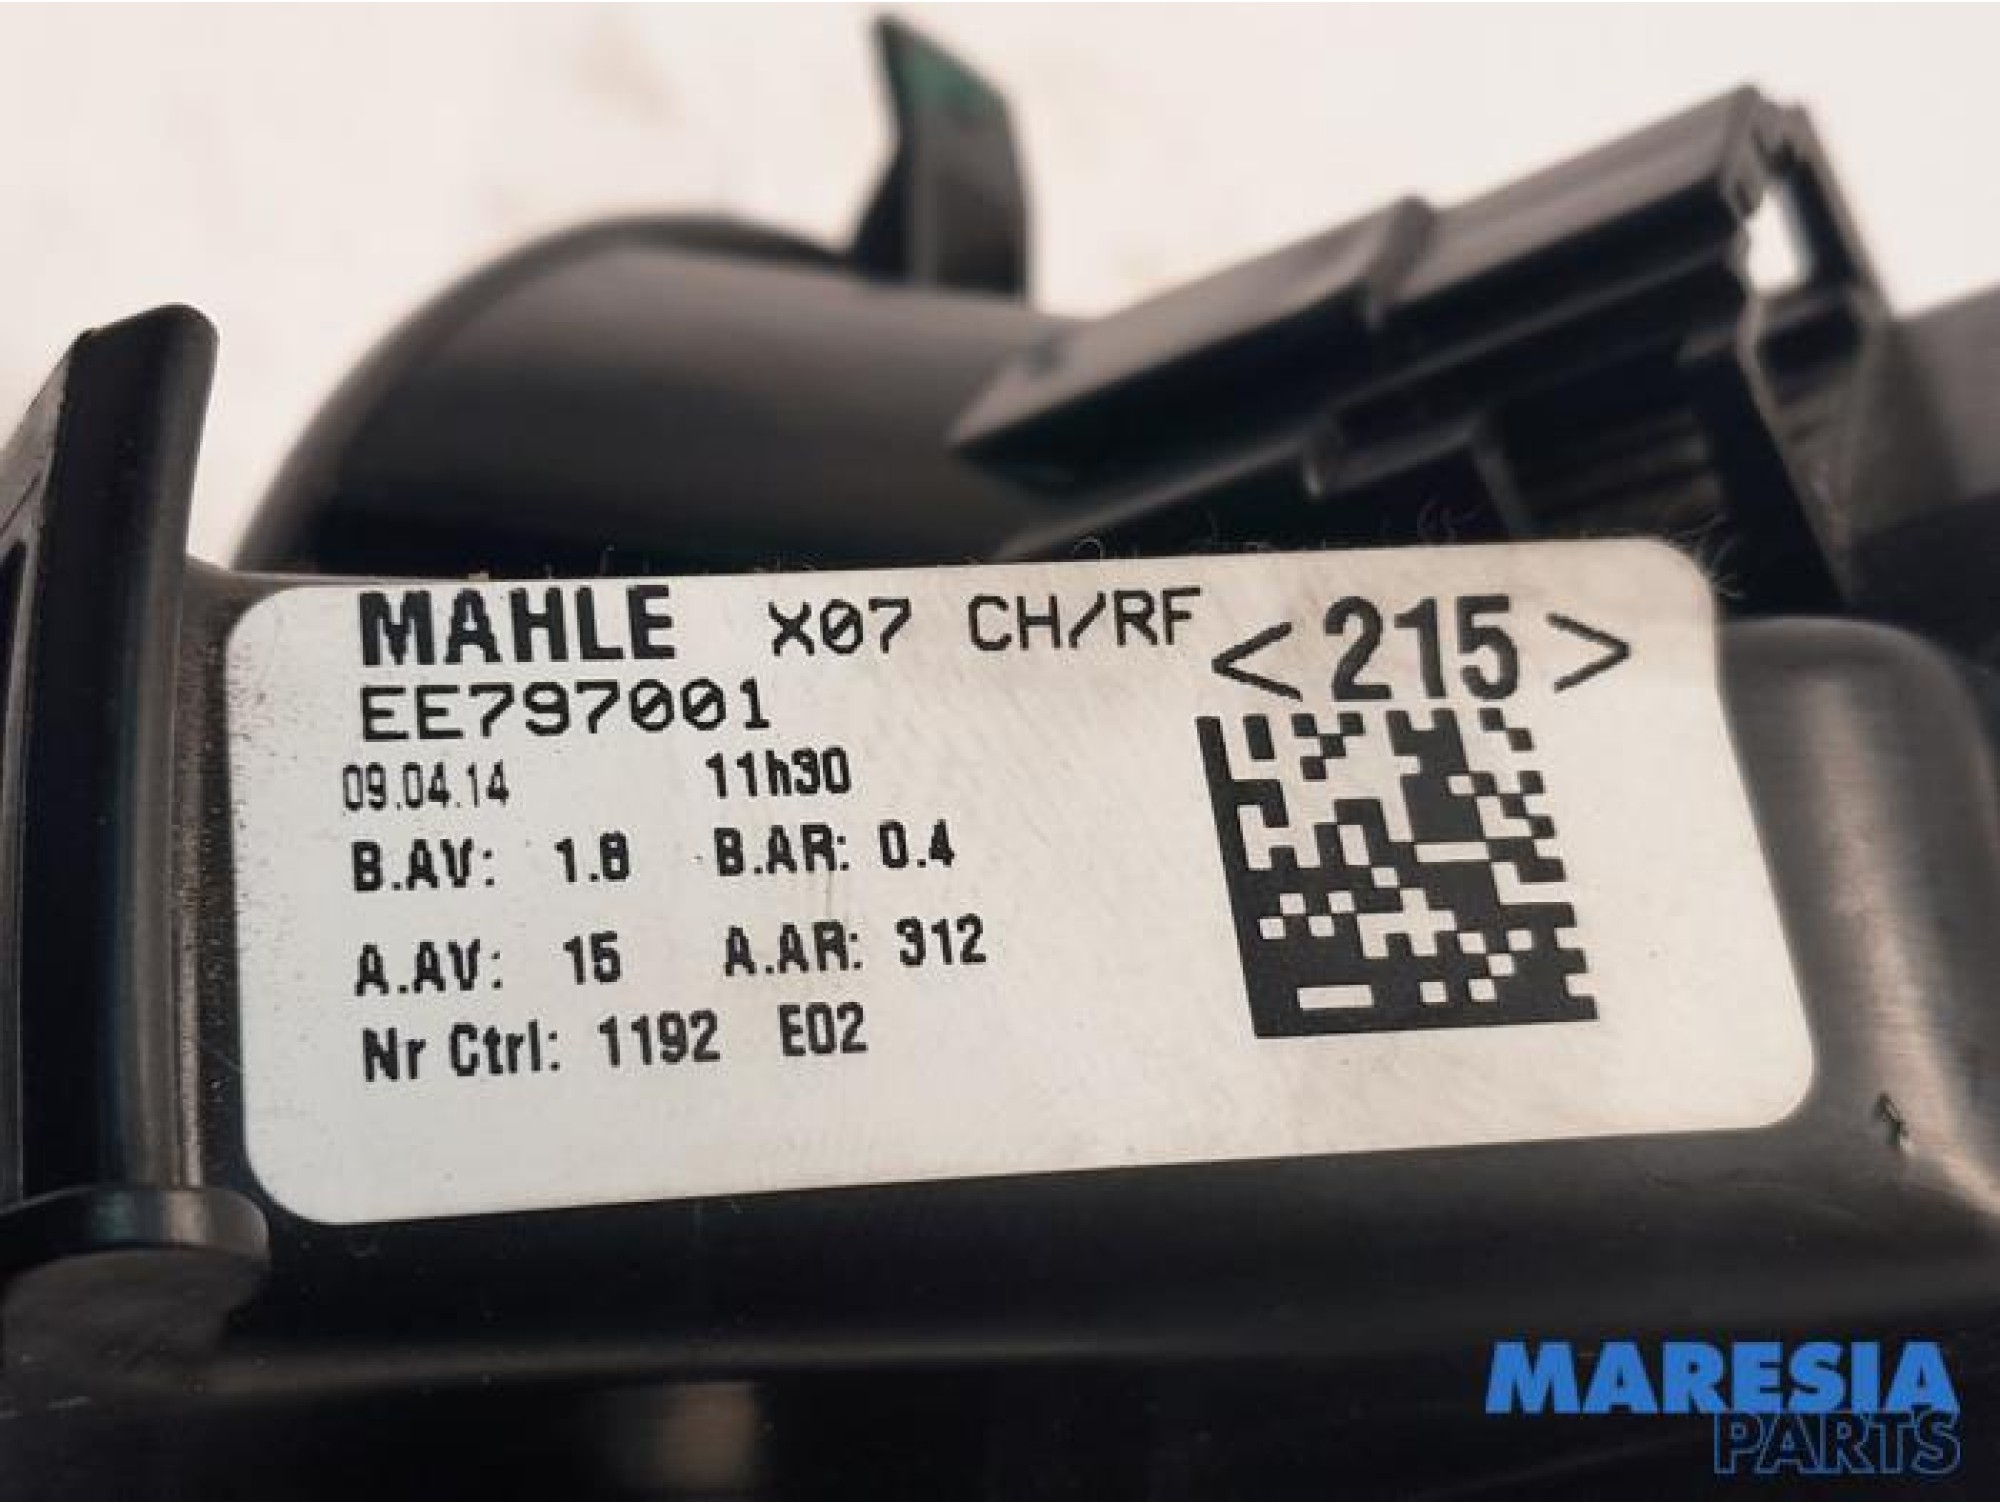 MAHLE X07 CH/RF <215>
EE797001
09.04.14 11h30
B.AV: 1.8 B.AR: 0.4
A.AV: 15 A.AR: 312
Nr Ctrl: 1192 E02
MARESIA
PARTS